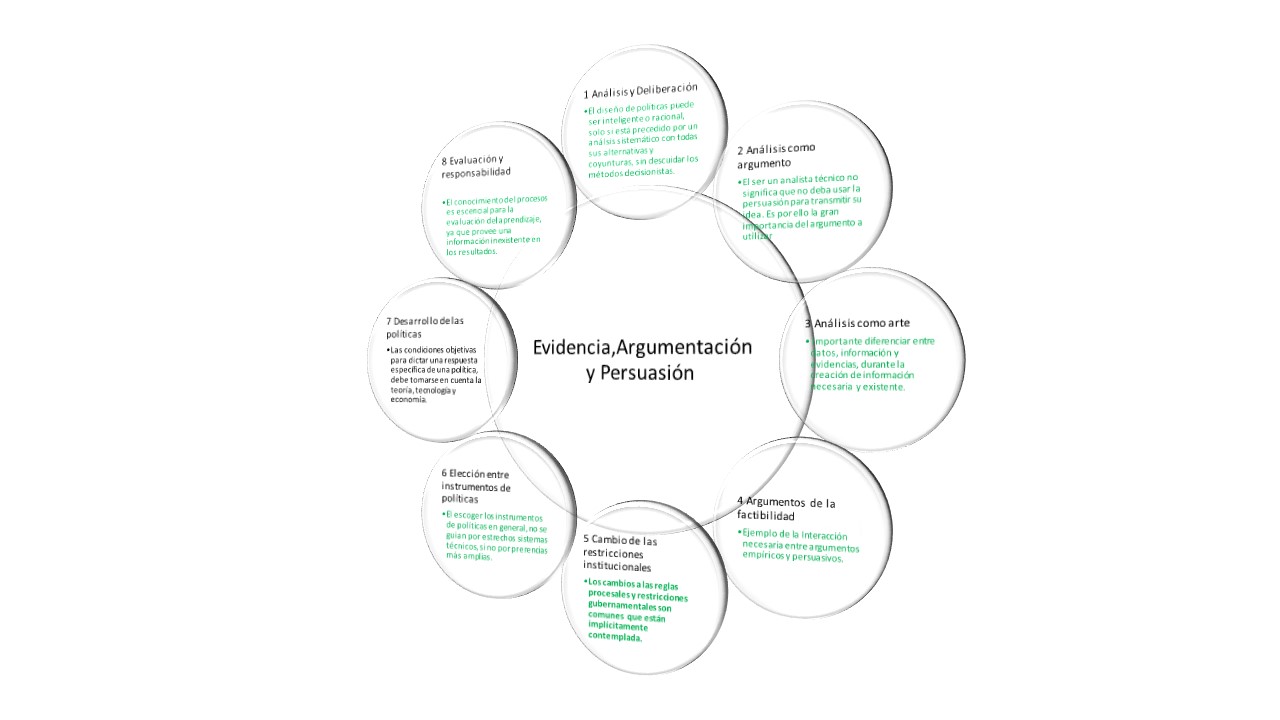 Evidencia,Argumentación
y Persuasión
1 Análisis y Deliberación
•El diseño de políticas puede
ser inteligente o racional,
solo si está precedido por un
análsis sistemático con todas
sus alternativas y
coyunturas, sin descuidar los
métodos decisionistas.
2 Análisis como
argumento
•El ser un analista técnico no
significa que no deba usar la
persuasión para transmitir su
idea. Es por ello la gran
importancia del argumento a
utilizar
3 Análisis como arte
• Importante diferenciar entre
datos, información y
evidencias, durante la
creación de información
necesaria y existente.
4 Argumentos de la
factibilidad
•Ejemplo de la Interacción
necesaria entre argumentos
empíricos y persuasivos.
5 Cambio de las
restricciones
institucionales
•Los cambios a las reglas
procesales y restricciones
gubernamentales son
comunes que están
implícitamente
contemplada.
6 Elección entre
instrumentos de
políticas
•El escoger los instrumentos
de políticas en general, no se
guian por estrechos sistemas
técnicos, si no por prerencias
más amplias.
7 Desarrollo de las
políticas
•Las condiciones objetivas
para dictar una respuesta
específica de una política,
debe tomarse en cuenta la
teoría, tecnología y
economía.
8 Evaluación y
responsabilidad
•El conocimiento del procesos
es escencial para la
evaluación del aprendizaje,
ya que provee una
información inexistente en
los resultados.